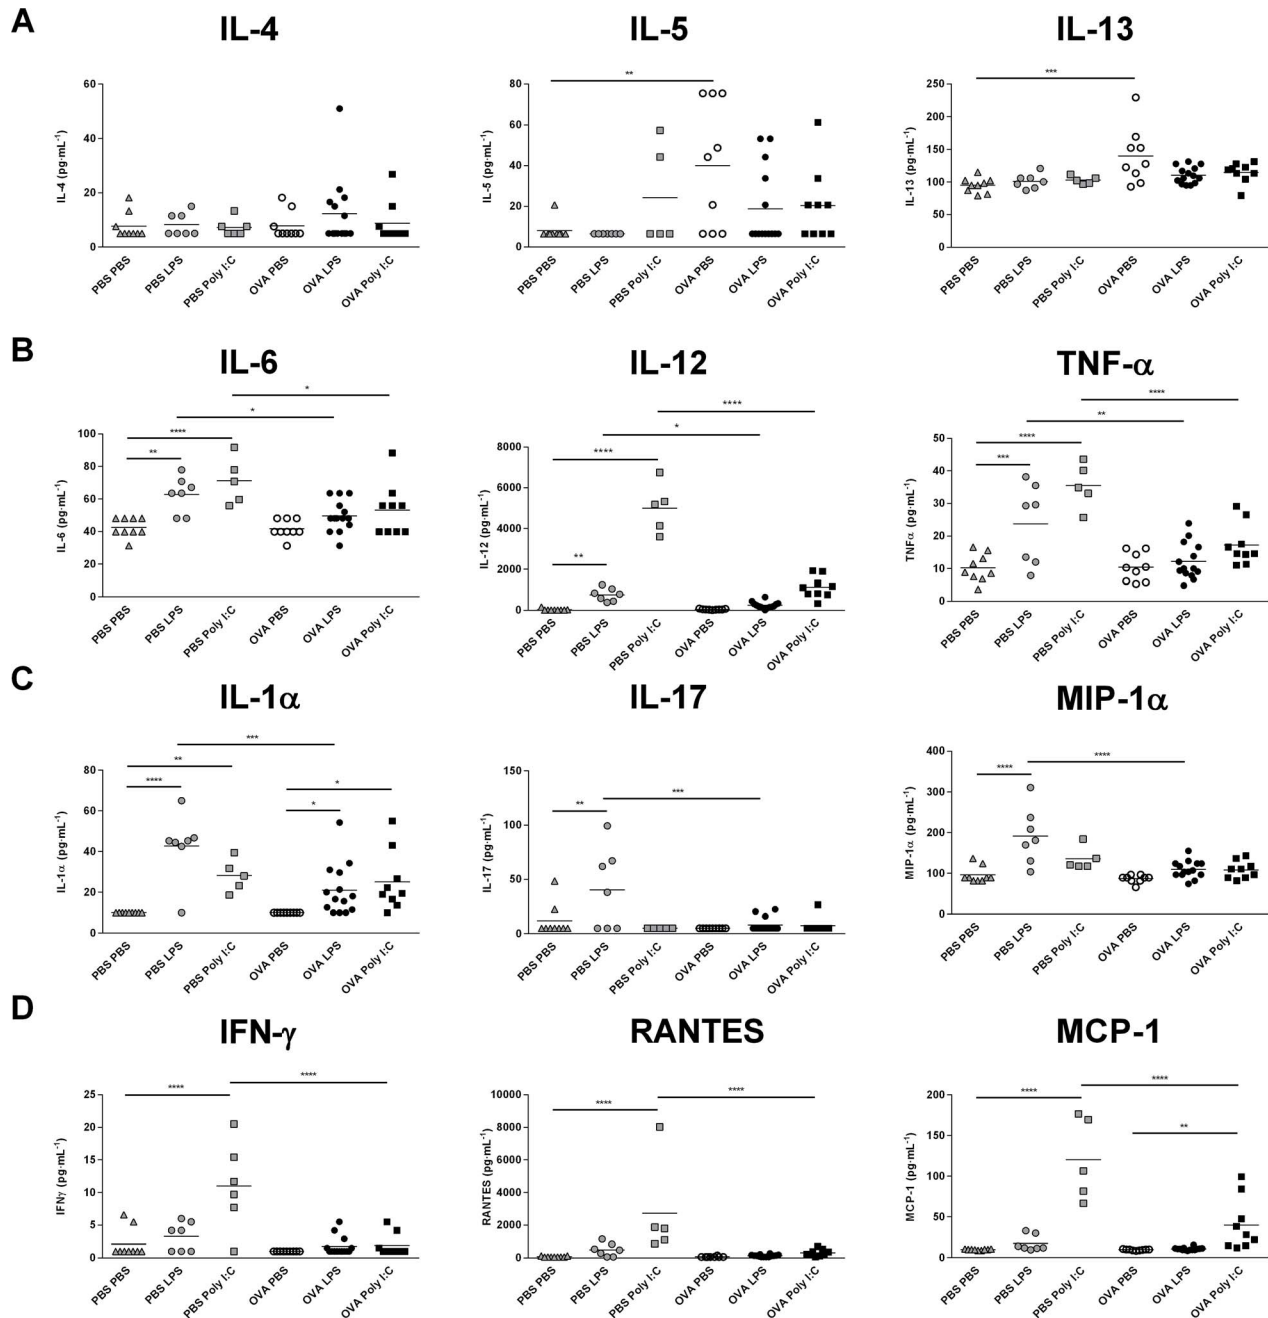 A
IL-4
IL-5
IL-13
IL-4 (pg·mL-1)
60
40
20
0
PBS PBS
PBS LPS
PBS Poly I:C
OVA PBS
OVA LPS
OVA Poly I:C
**
IL-5 (pg·mL-1)
80
60
40
20
0
PBS PBS
PBS LPS
PBS Poly I:C
OVA PBS
OVA LPS
OVA Poly I:C
***
IL-13 (pg·mL-1)
250
200
150
100
50
0
PBS PBS
PBS LPS
PBS Poly I:C
OVA PBS
OVA LPS
OVA Poly I:C
B
IL-6
IL-12
TNF-α
*
*
****
**
IL-6 (pg·mL-1)
100
80
60
40
20
0
PBS PBS
PBS LPS
PBS Poly I:C
OVA PBS
OVA LPS
OVA Poly I:C
****
*
****
**
IL-12 (pg·mL-1)
8000
6000
4000
2000
0
PBS PBS
PBS LPS
PBS Poly I:C
OVA PBS
OVA LPS
OVA Poly I:C
****
**
****
***
TNFα (pg·mL-1)
50
40
30
20
10
0
PBS PBS
PBS LPS
PBS Poly I:C
OVA PBS
OVA LPS
OVA Poly I:C
C
IL-1α
IL-17
MIP-1α
***
**
****
*
*
IL-1α (pg·mL-1)
80
60
40
20
0
PBS PBS
PBS LPS
PBS Poly I:C
OVA PBS
OVA LPS
OVA Poly I:C
***
**
IL-17 (pg·mL-1)
150
100
50
0
PBS PBS
PBS LPS
PBS Poly I:C
OVA PBS
OVA LPS
OVA Poly I:C
****
****
MIP-1α (pg·mL-1)
400
300
200
100
0
PBS PBS
PBS LPS
PBS Poly I:C
OVA PBS
OVA LPS
OVA Poly I:C
D
IFN-γ
RANTES
MCP-1
****
****
IFNγ (pg·mL-1)
25
20
15
10
5
0
PBS PBS
PBS LPS
PBS Poly I:C
OVA PBS
OVA LPS
OVA Poly I:C
****
****
RANTES (pg·mL-1)
10000
8000
6000
4000
2000
0
PBS PBS
PBS LPS
PBS Poly I:C
OVA PBS
OVA LPS
OVA Poly I:C
****
****
**
MCP-1 (pg·mL-1)
200
150
100
50
0
PBS PBS
PBS LPS
PBS Poly I:C
OVA PBS
OVA LPS
OVA Poly I:C